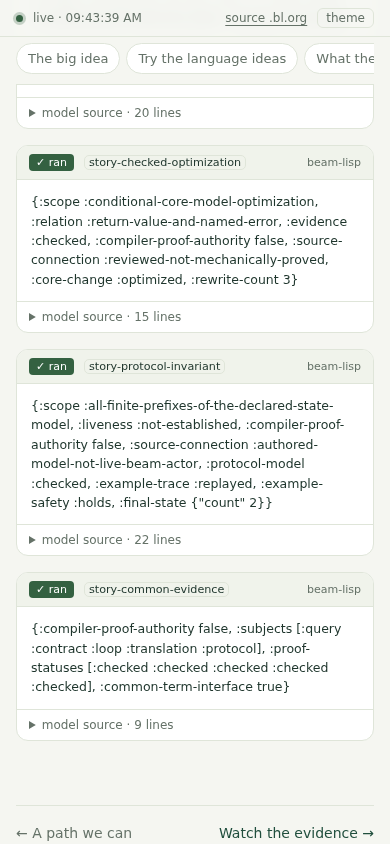 live · 09:43:39 AM
source .bl.org
theme
The big idea
Try the language ideas
What the
▶ model source · 20 lines
✓ ran story-checked-optimization beam-lisp
{:scope :conditional-core-model-optimization,
:relation :return-value-and-named-error, :evidence
:checked, :compiler-proof-authority false, :source-
connection :reviewed-not-mechanically-proved,
:core-change :optimized, :rewrite-count 3}
▶ model source · 15 lines
✓ ran story-protocol-invariant beam-lisp
{:scope :all-finite-prefixes-of-the-declared-state-
model, :liveness :not-established, :compiler-proof-
authority false, :source-connection :authored-
model-not-live-beam-actor, :protocol-model
:checked, :example-trace :replayed, :example-
safety :holds, :final-state {"count" 2}}
▶ model source · 22 lines
✓ ran story-common-evidence beam-lisp
{:compiler-proof-authority false, :subjects [:query
:contract :loop :translation :protocol], :proof-
statuses [:checked :checked :checked :checked
:checked], :common-term-interface true}
▶ model source · 9 lines
← A path we can
Watch the evidence →